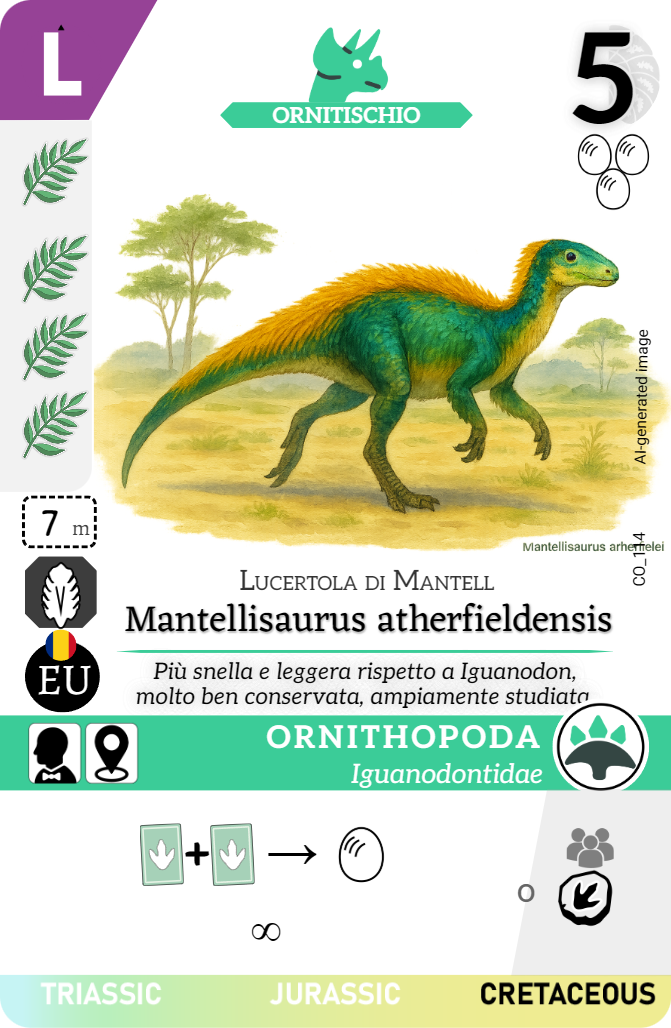 L
ORNITISCHIO
5
AI-generated image
7 m
Mantellisaurus
CO_114
LUCERTOLA DI MANTELL
Mantellisaurus atherfieldensis
EU
Più snella e leggera rispetto a Iguanodon,
molto ben conservata, ampiamente studiata
ORNITHOPODA
Iguanodontidae
+ → 
∞
o
TRIASSIC JURASSIC CRETACEOUS